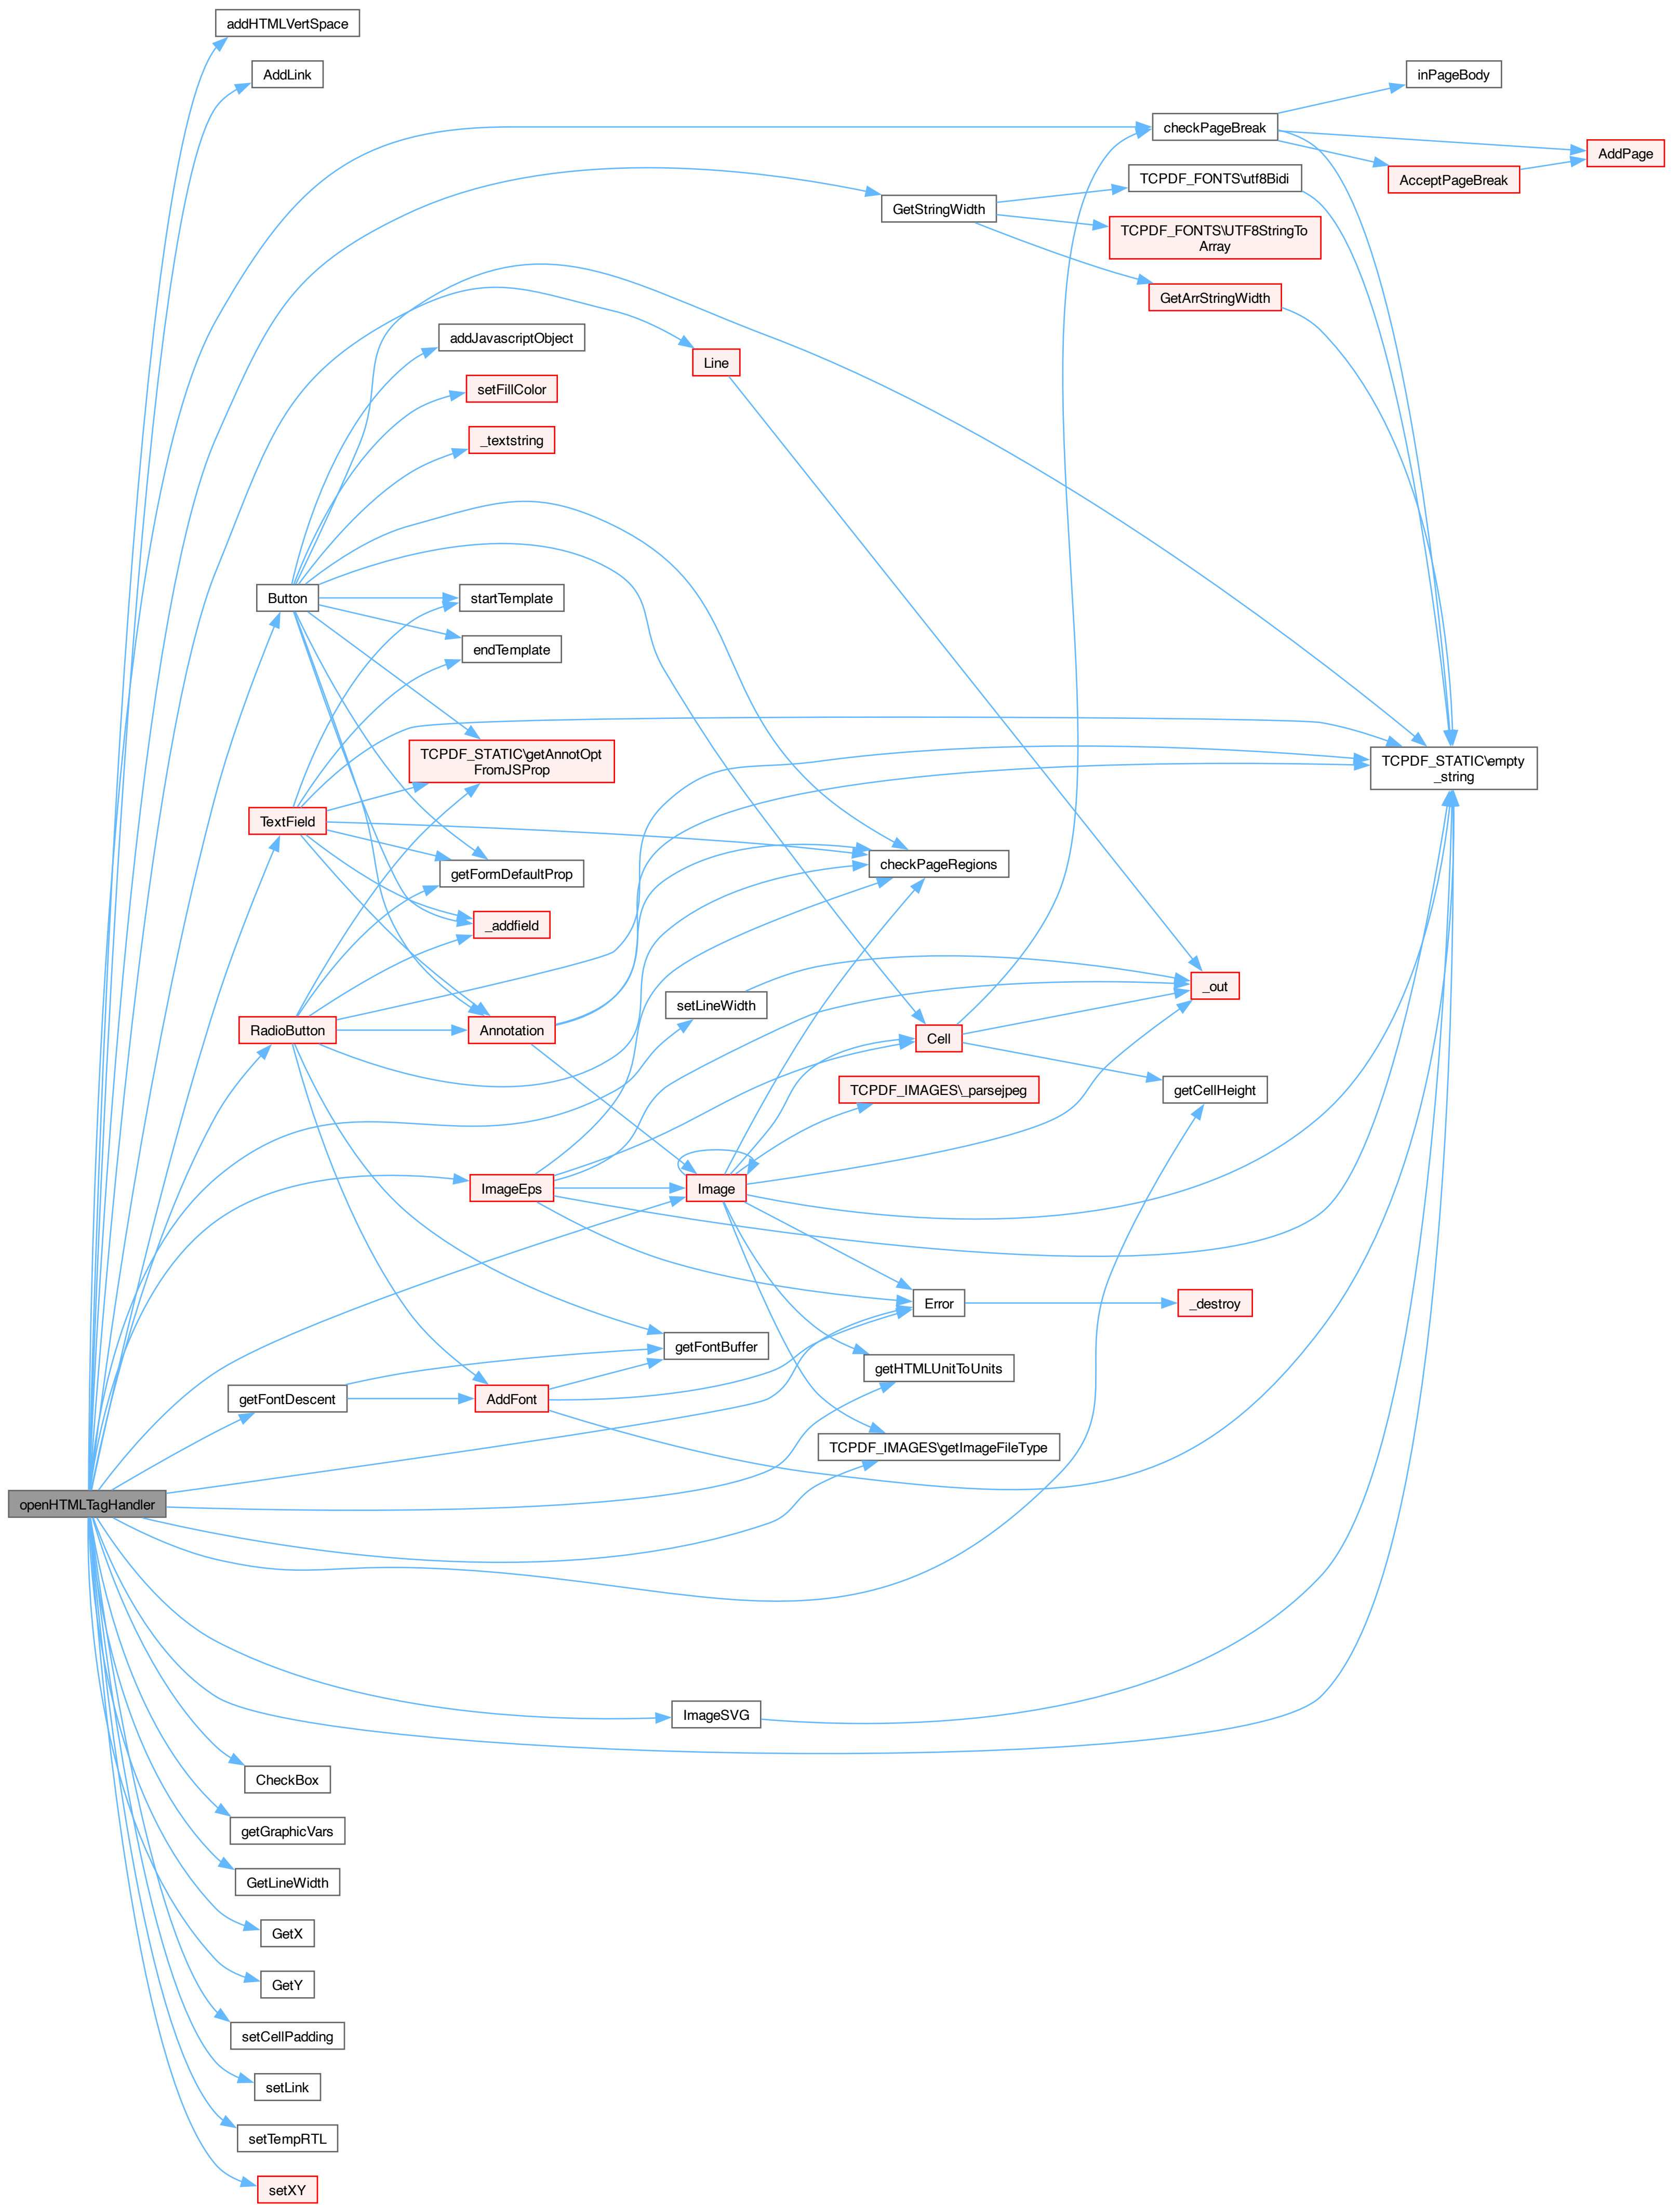 addHTMLVertSpace
AddLink
inPageBody
checkPageBreak
AddPage
TCPDF_FONTS\utf8Bidi
AcceptPageBreak
GetStringWidth
TCPDF_FONTS\UTF8StringTo
Array
GetArrStringWidth
addJavascriptObject
Line
setFillColor
_textstring
Button
startTemplate
endTemplate
TCPDF_STATIC\getAnnotOpt
FromJSProp
TCPDF_STATIC\empty
_string
TextField
checkPageRegions
getFormDefaultProp
_addfield
_out
setLineWidth
RadioButton
Annotation
Cell
TCPDF_IMAGES\_parsejpeg
getCellHeight
ImageEps
Image
Error
_destroy
getFontBuffer
getHTMLUnitToUnits
getFontDescent
AddFont
TCPDF_IMAGES\getImageFileType
openHTMLTagHandler
ImageSVG
CheckBox
getGraphicVars
GetLineWidth
GetX
GetY
setCellPadding
setLink
setTempRTL
setXY